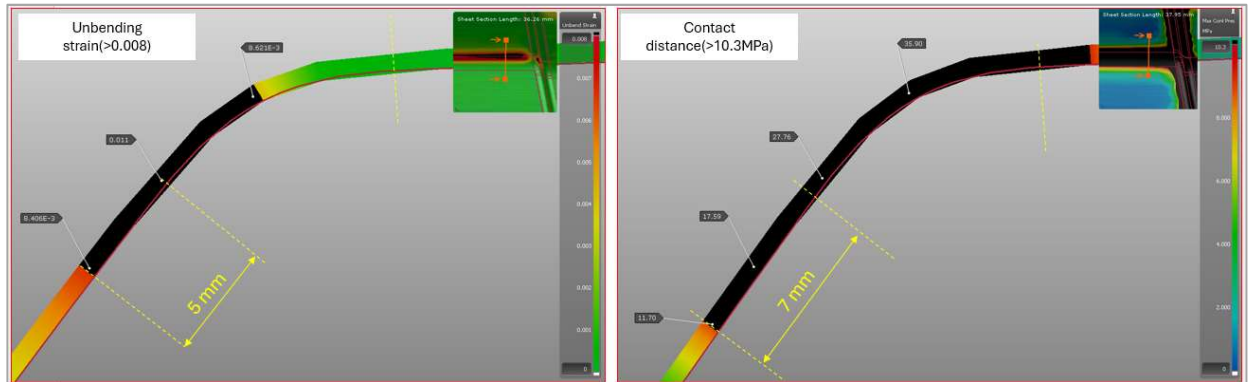 Unbending
strain(>0.008)
Sheet Section Length: 36.26 mm
Unbend Strain
0.008
8.621E-3
0.007
0.006
0.011
0.005
0.004
8.406E-3
0.003
5 mm
0.002
0.001
0
Contact
distance(>10.3MPa)
Sheet Section Length: 37.95 mm
Max Cont Pres
MPa
10.3
35.90
8.000
27.76
6.000
17.59
4.000
7 mm
11.70
2.000
0